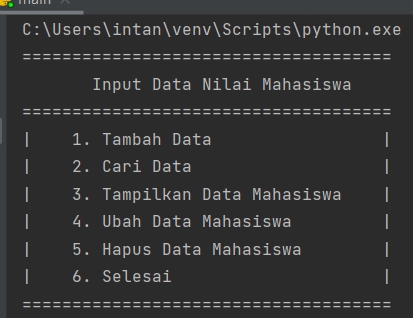 main
C:\Users\intan\venv\Scripts\python.exe
=====================================
Input Data Nilai Mahasiswa
=====================================
| 1. Tambah Data |
| 2. Cari Data |
| 3. Tampilkan Data Mahasiswa |
| 4. Ubah Data Mahasiswa |
| 5. Hapus Data Mahasiswa |
| 6. Selesai |
=====================================